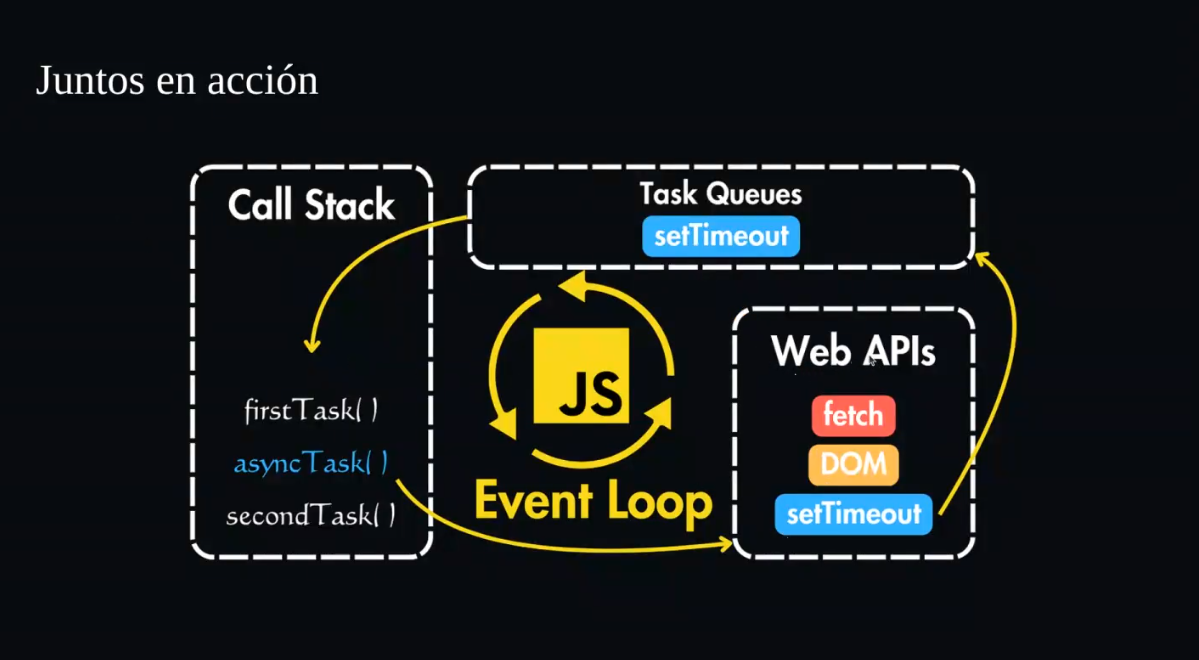 Juntos en acción
Call Stack
firstTask( )
asyncTask( )
secondTask( )
Task Queues
setTimeout
JS
Event Loop
Web APIs
fetch
DOM
setTimeout